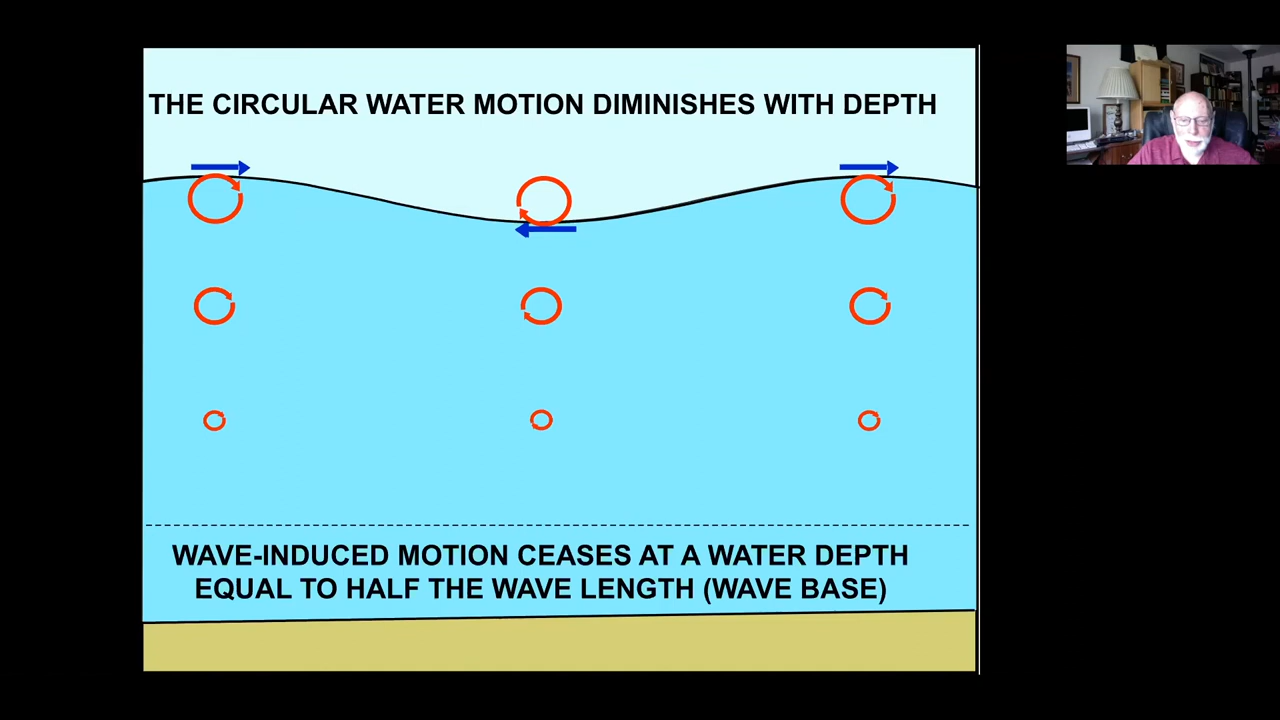 THE CIRCULAR WATER MOTION DIMINISHES WITH DEPTH
WAVE-INDUCED MOTION CEASES AT A WATER DEPTH
EQUAL TO HALF THE WAVE LENGTH (WAVE BASE)